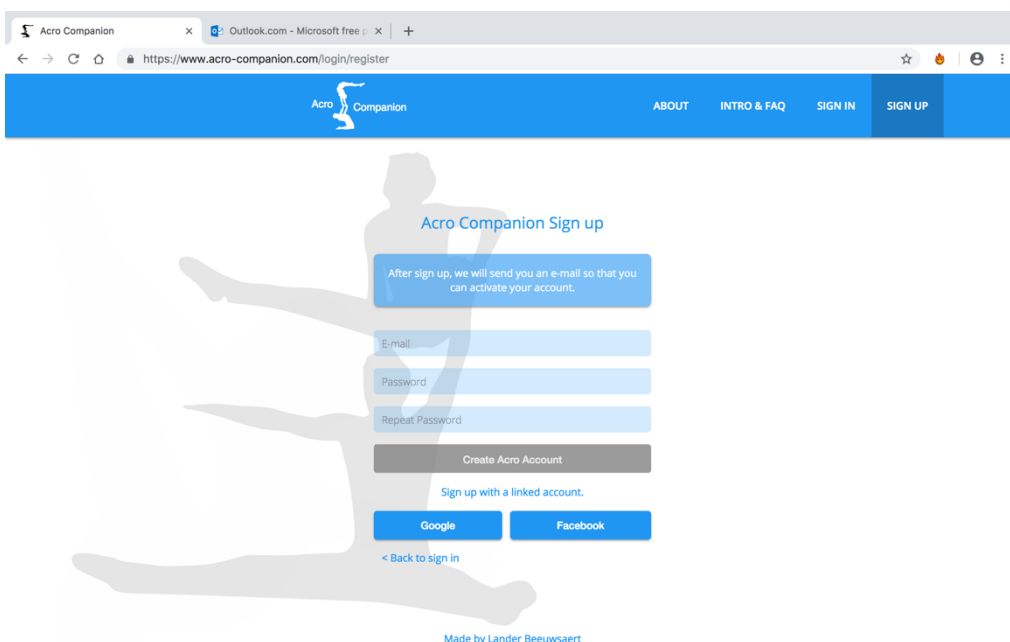 Acro Companion
Outlook.com - Microsoft free p
https://www.acro-companion.com/login/register
Acro Companion
ABOUT
INTRO & FAQ
SIGN IN
SIGN UP
Acro Companion Sign up
After sign up, we will send you an e-mail so that you
can activate your account.
E-mail
Password
Repeat Password
Create Acro Account
Sign up with a linked account.
Google
Facebook
< Back to sign in
Made by Lander Beeuwsaert